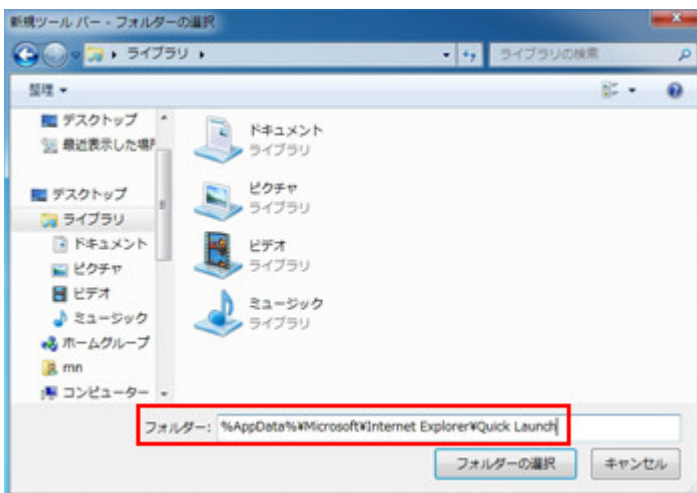 新規ツール バー - フォルダーの選択
ライブラリ
ライブラリの検索
整理
デスクトップ
最近表示した場所
デスクトップ
ライブラリ
ドキュメント
ピクチャ
ビデオ
ミュージック
ホームグループ
mn
コンピューター
ドキュメント
ライブラリ
ピクチャ
ライブラリ
ビデオ
ライブラリ
ミュージック
ライブラリ
フォルダー: %AppData%¥Microsoft¥Internet Explorer¥Quick Launch
フォルダーの選択
キャンセル